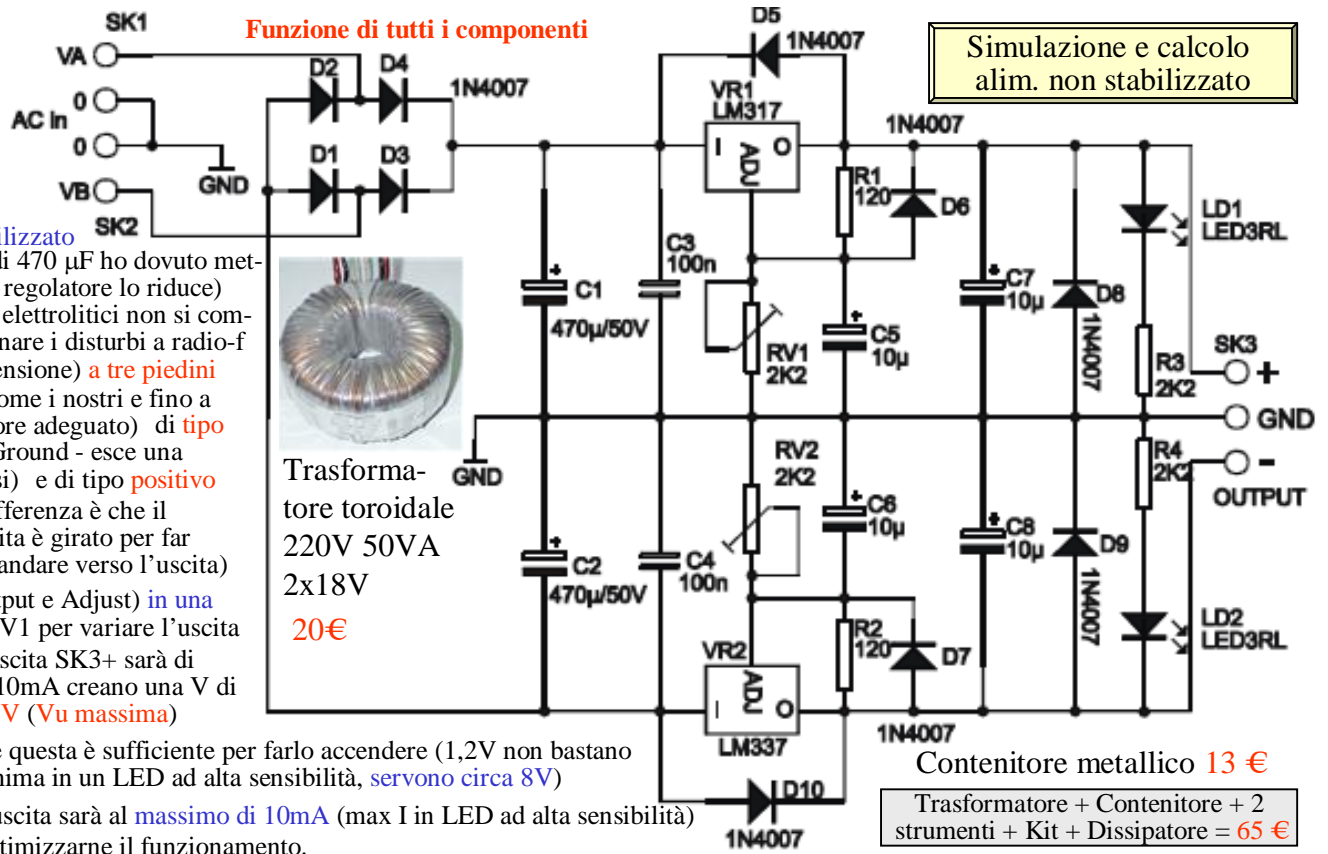 Funzione di tutti i componenti
Simulazione e calcolo
alim. non stabilizzato
SK1
VA
0
AC In
0
VB
SK2
GND
D2
D4
1N4007
D1
D3
D5
1N4007
VR1
LM317
I
ADJ
O
1N4007
R1
120
D6
C3
100n
+
C1
470µ/50V
RV1
2K2
+
C5
10µ
+
C7
10µ
D8
1N4007
LD1
LED3RL
R3
2K2
SK3
+
GND
-
OUTPUT
R4
2K2
GND
RV2
2K2
+
C6
10µ
+
C8
10µ
D9
1N4007
+
C2
470µ/50V
C4
100n
R2
120
D7
LD2
LED3RL
VR2
I
ADJ
O
LM337
1N4007
D10
1N4007
ilizzato
di 470 µF ho dovuto met-
regolatore lo riduce)
elettrolitici non si com-
nare i disturbi a radio-f
ensione) a tre piedini
ome i nostri e fino a
ore adeguato) di tipo
Ground - esce una
si) e di tipo positivo
fferenza è che il
ita è girato per far
andare verso l'uscita)
put e Adjust) in una
V1 per variare l'uscita
scita SK3+ sarà di
10mA creano una V di
V (Vu massima)
e questa è sufficiente per farlo accendere (1,2V non bastano
nima in un LED ad alta sensibilità, servono circa 8V)
uscita sarà al massimo di 10mA (max I in LED ad alta sensibilità)
timizzarne il funzionamento.
Trasforma-
tore toroidale
220V 50VA
2x18V
20€
Contenitore metallico 13 €
Trasformatore + Contenitore + 2
strumenti + Kit + Dissipatore = 65 €